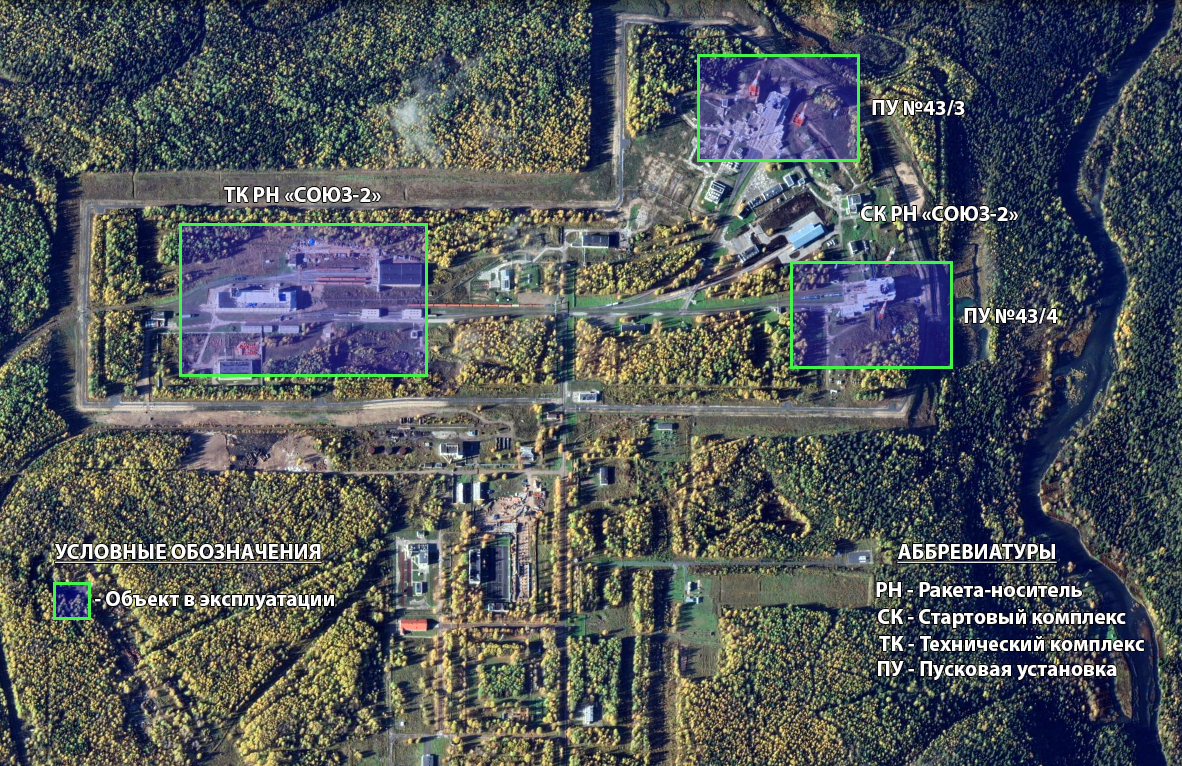 ПУ №43/3
ТК РН «СОЮЗ-2»
СК РН «СОЮЗ-2»
ПУ №43/4
УСЛОВНЫЕ ОБОЗНАЧЕНИЯ
- Объект в эксплуатации
АББРЕВИАТУРЫ
РН - Ракета-носитель
СК - Стартовый комплекс
ТК - Технический комплекс
ПУ - Пусковая установка